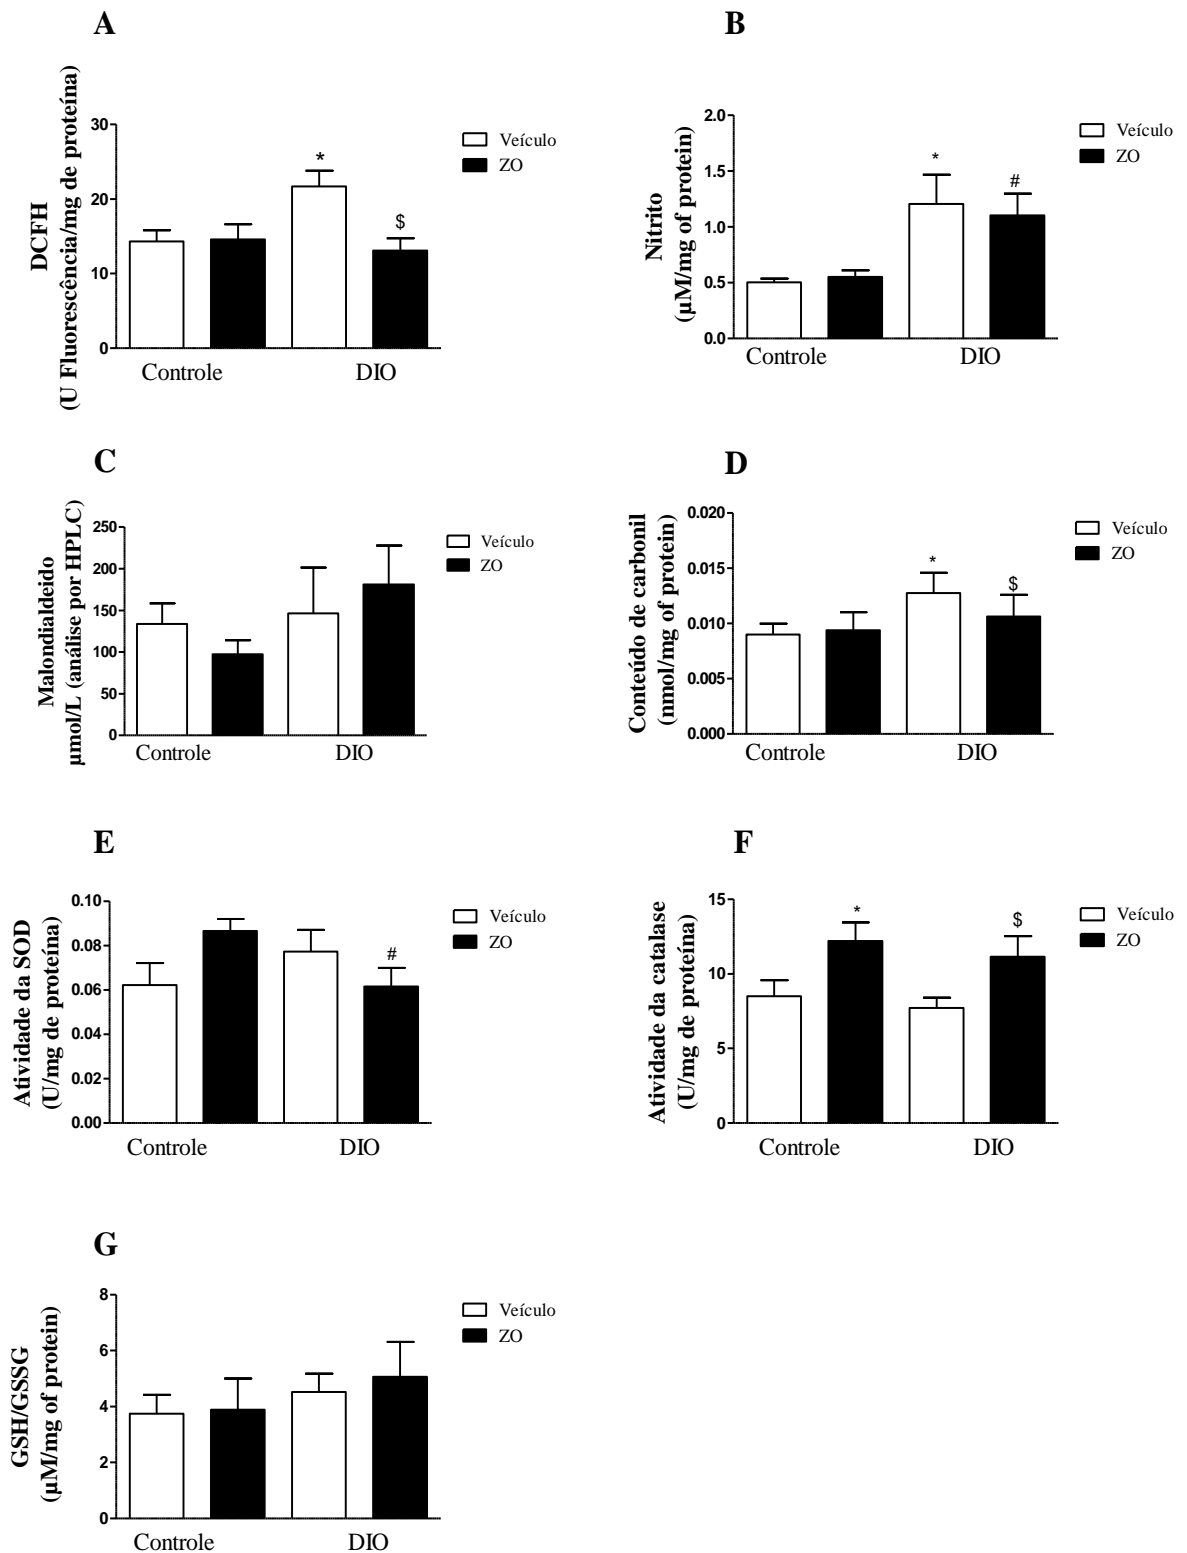 A
DCFH
(U Fluorescência/mg de proteína)
30
20
10
0
*
$
Controle
DIO
Veículo
ZO
B
Nitrito
(µM/mg of protein)
2.0
1.5
1.0
0.5
0.0
*
#
Controle
DIO
Veículo
ZO
C
Malondialdeido
µmol/L (análise por HPLC)
250
200
150
100
50
0
Controle
DIO
Veículo
ZO
D
Conteúdo de carbonil
(nmol/mg of protein)
0.020
0.015
0.010
0.005
0.000
*
$
Controle
DIO
Veículo
ZO
E
Atividade da SOD
(U/mg de proteína)
0.10
0.08
0.06
0.04
0.02
0.00
#
Controle
DIO
Veículo
ZO
F
Atividade da catalase
(U/mg de proteína)
15
10
5
0
*
$
Controle
DIO
Veículo
ZO
G
GSH/GSSG
(µM/mg of protein)
8
6
4
2
0
Controle
DIO
Veículo
ZO